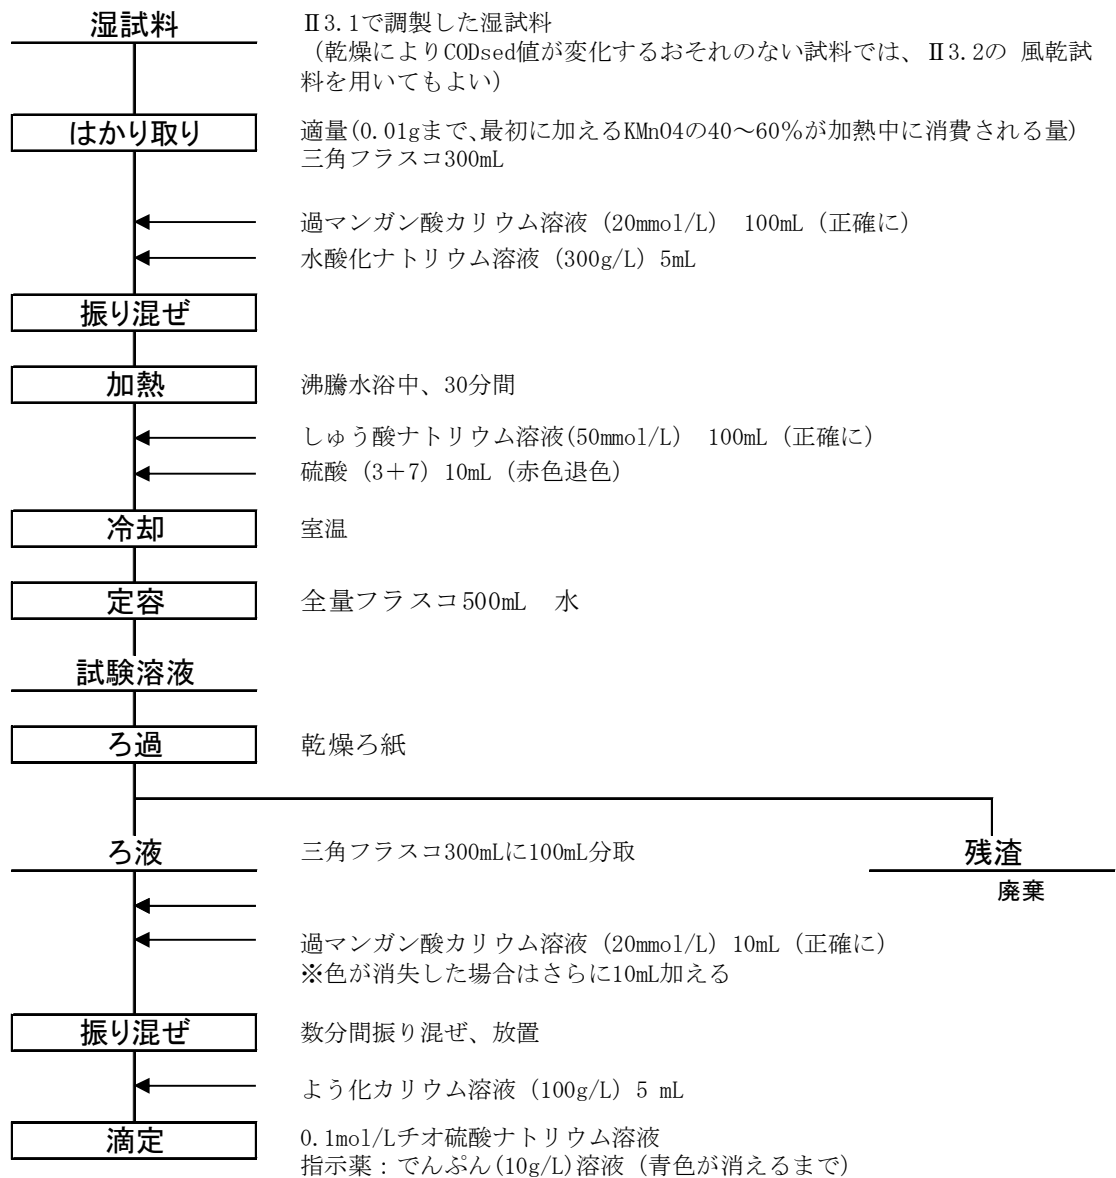 湿試料
Ⅱ3.1で調製した湿試料
（乾燥によりCODsed値が変化するおそれのない試料では、Ⅱ3.2の 風乾試
料を用いてもよい）
はかり取り
適量(0.01gまで、最初に加えるKMnO4の40～60%が加熱中に消費される量)
三角フラスコ300mL
過マンガン酸カリウム溶液（20mmol/L） 100mL（正確に）
水酸化ナトリウム溶液（300g/L）5mL
振り混ぜ
加熱
沸騰水浴中、30分間
しゅう酸ナトリウム溶液(50mmol/L) 100mL（正確に）
硫酸（3＋7）10mL（赤色退色）
冷却
室温
定容
全量フラスコ500mL 水
試験溶液
ろ過
乾燥ろ紙
ろ液
三角フラスコ300mLに100mL分取
残渣
廃棄
過マンガン酸カリウム溶液（20mmol/L）10mL（正確に）
※色が消失した場合はさらに10mL加える
振り混ぜ
数分間振り混ぜ、放置
よう化カリウム溶液（100g/L）5 mL
滴定
0.1mol/Lチオ硫酸ナトリウム溶液
指示薬：でんぷん(10g/L)溶液（青色が消えるまで）